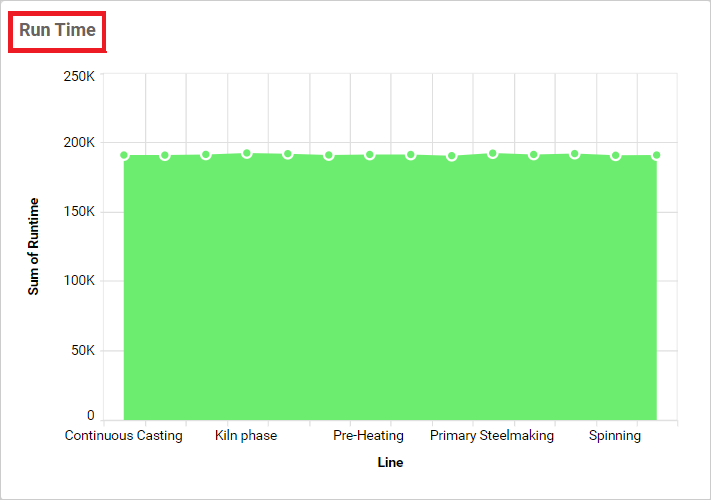 Run Time
250K
200K
150K
100K
50K
0
Sum of Runtime
Continuous Casting Kiln phase Pre-Heating Primary Steelmaking Spinning
Line